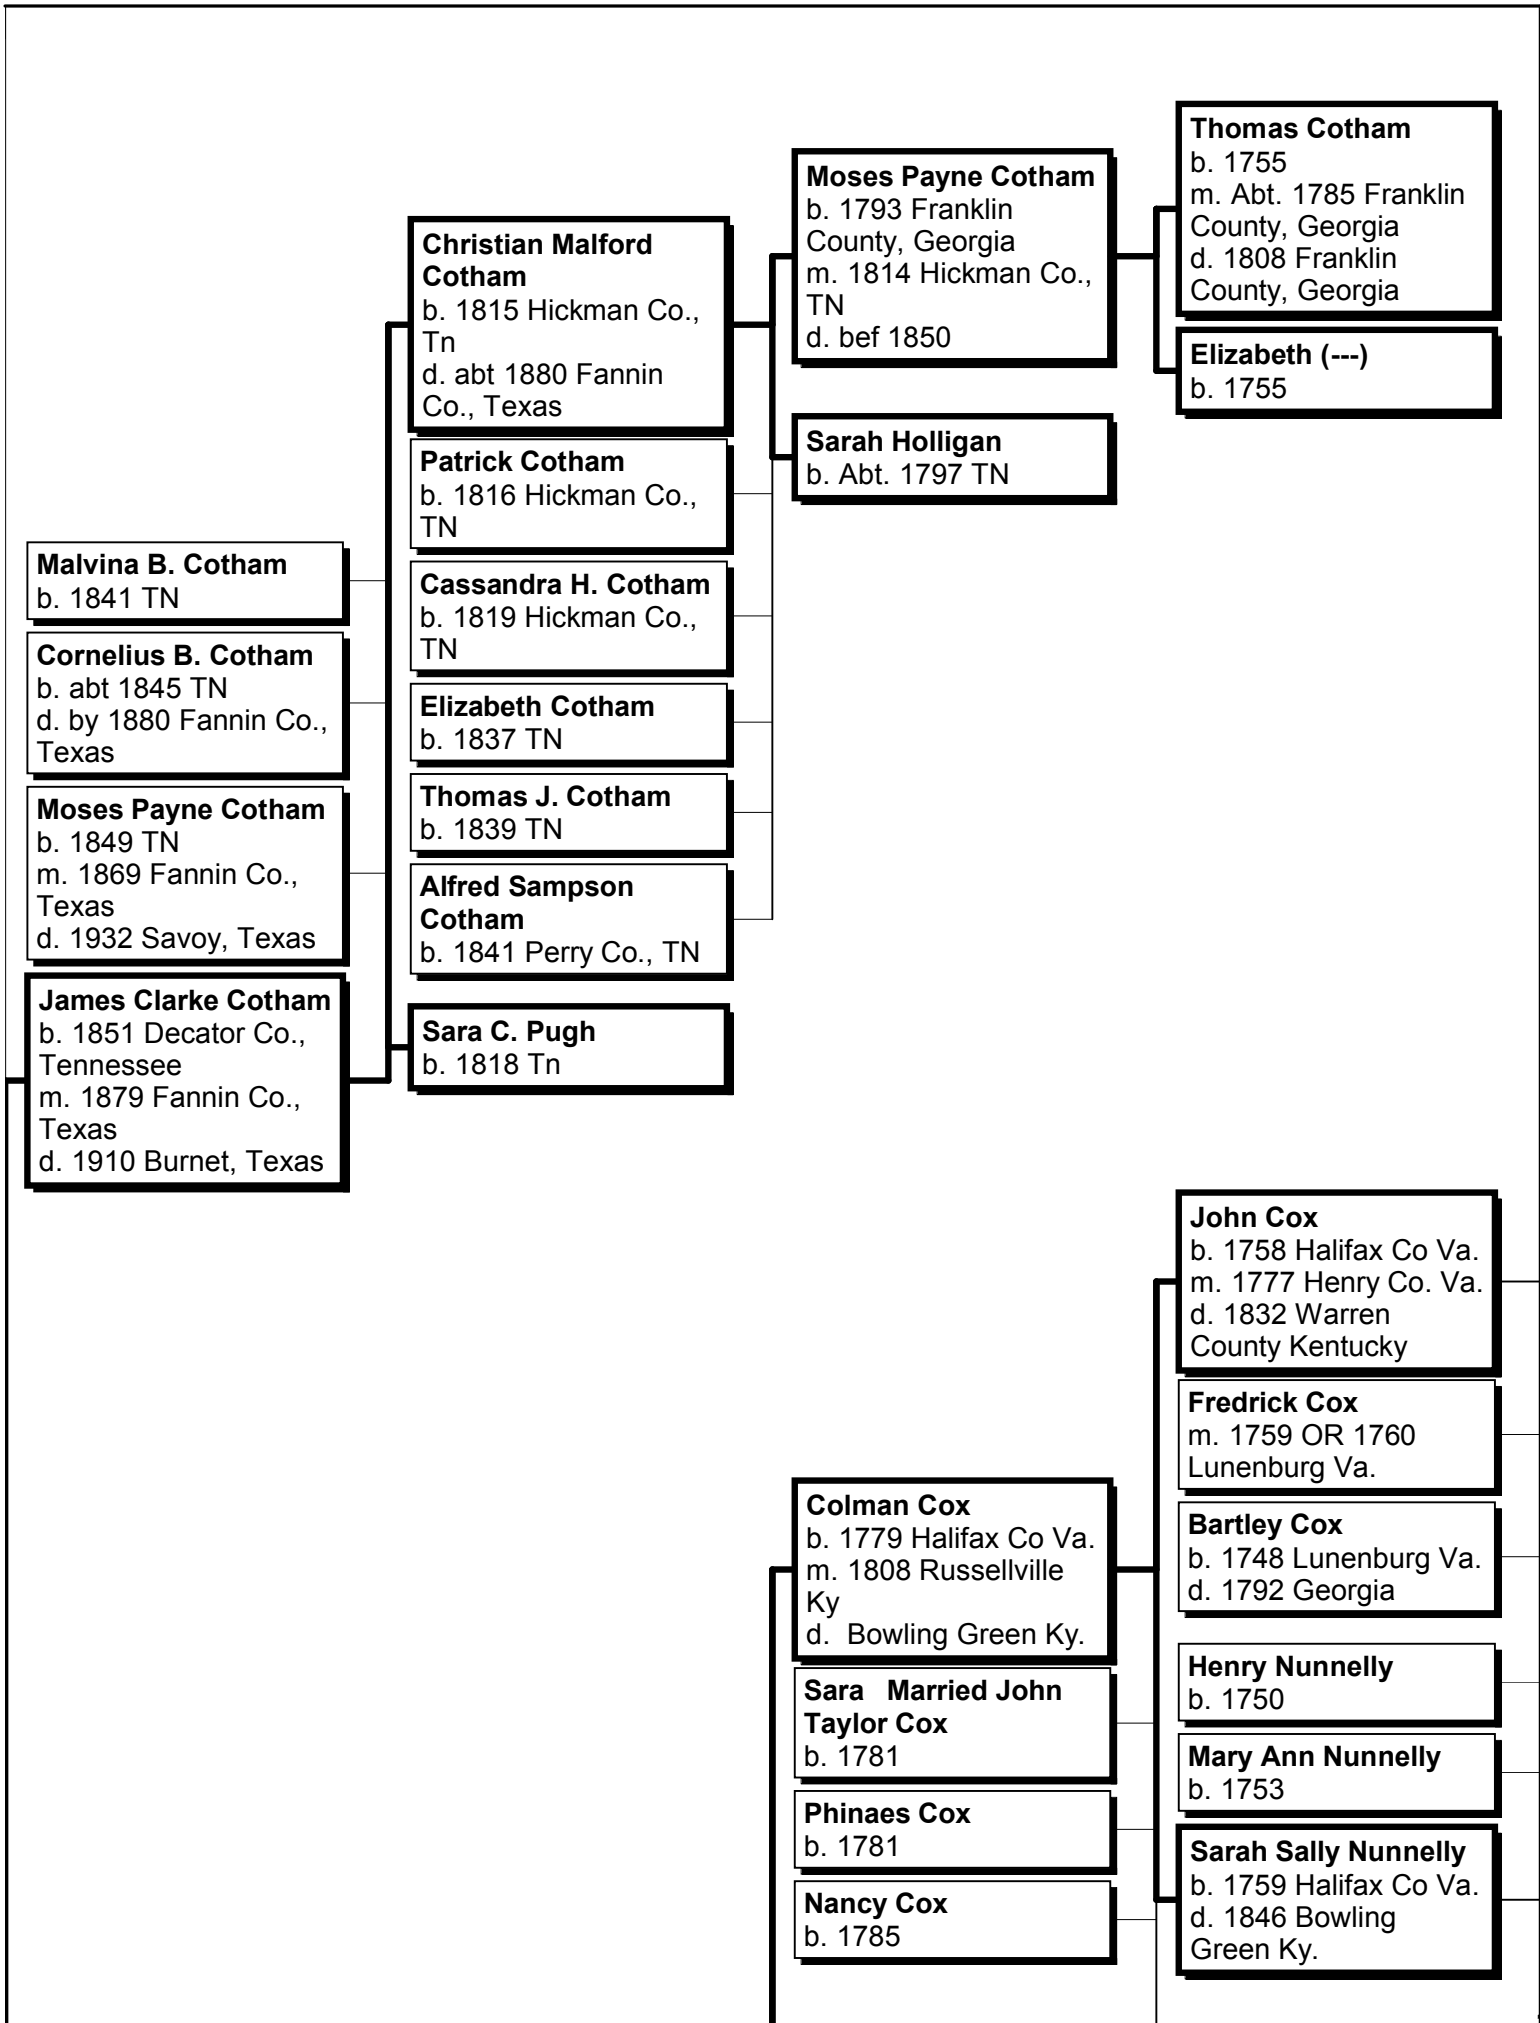 Malvina B. Cotham
b. 1841 TN
Cornelius B. Cotham
b. abt 1845 TN
d. by 1880 Fannin Co.,
Texas
Moses Payne Cotham
b. 1849 TN
m. 1869 Fannin Co.,
Texas
d. 1932 Savoy, Texas
James Clarke Cotham
b. 1851 Decator Co.,
Tennessee
m. 1879 Fannin Co.,
Texas
d. 1910 Burnet, Texas
Christian Malford
Cotham
b. 1815 Hickman Co.,
Tn
d. abt 1880 Fannin
Co., Texas
Patrick Cotham
b. 1816 Hickman Co.,
TN
Cassandra H. Cotham
b. 1819 Hickman Co.,
TN
Elizabeth Cotham
b. 1837 TN
Thomas J. Cotham
b. 1839 TN
Alfred Sampson
Cotham
b. 1841 Perry Co., TN
Sara C. Pugh
b. 1818 Tn
Moses Payne Cotham
b. 1793 Franklin
County, Georgia
m. 1814 Hickman Co.,
TN
d. bef 1850
Sarah Holligan
b. Abt. 1797 TN
Thomas Cotham
b. 1755
m. Abt. 1785 Franklin
County, Georgia
d. 1808 Franklin
County, Georgia
Elizabeth (---)
b. 1755
Colman Cox
b. 1779 Halifax Co Va.
m. 1808 Russellville
Ky
d.  Bowling Green Ky.
Sara   Married John
Taylor Cox
b. 1781
Phinaes Cox
b. 1781
Nancy Cox
b. 1785
John Cox
b. 1758 Halifax Co Va.
m. 1777 Henry Co. Va.
d. 1832 Warren
County Kentucky
Fredrick Cox
m. 1759 OR 1760
Lunenburg Va.
Bartley Cox
b. 1748 Lunenburg Va.
d. 1792 Georgia
Henry Nunnelly
b. 1750
Mary Ann Nunnelly
b. 1753
Sarah Sally Nunnelly
b. 1759 Halifax Co Va.
d. 1846 Bowling
Green Ky.